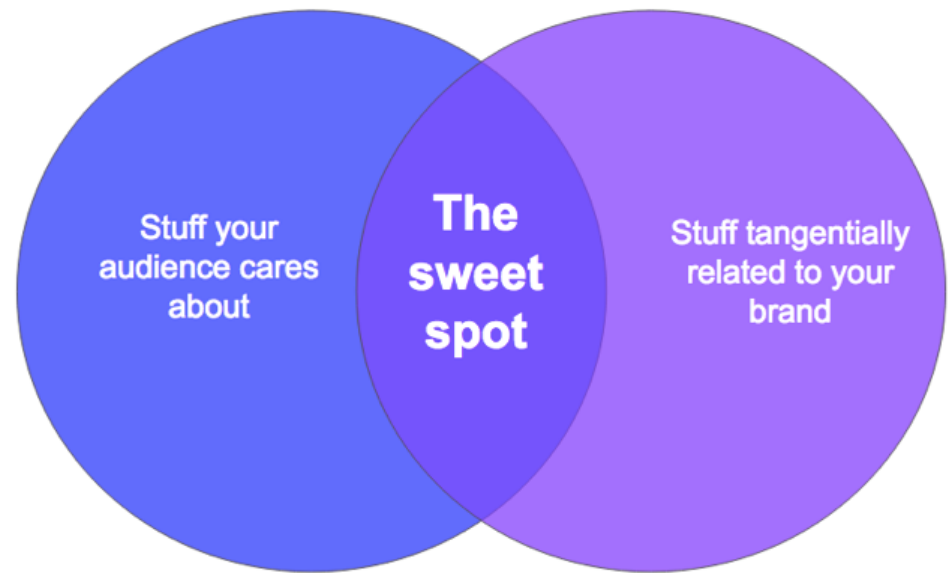 Stuff your
audience cares
about
The
sweet
spot
Stuff tangentially
related to your
brand